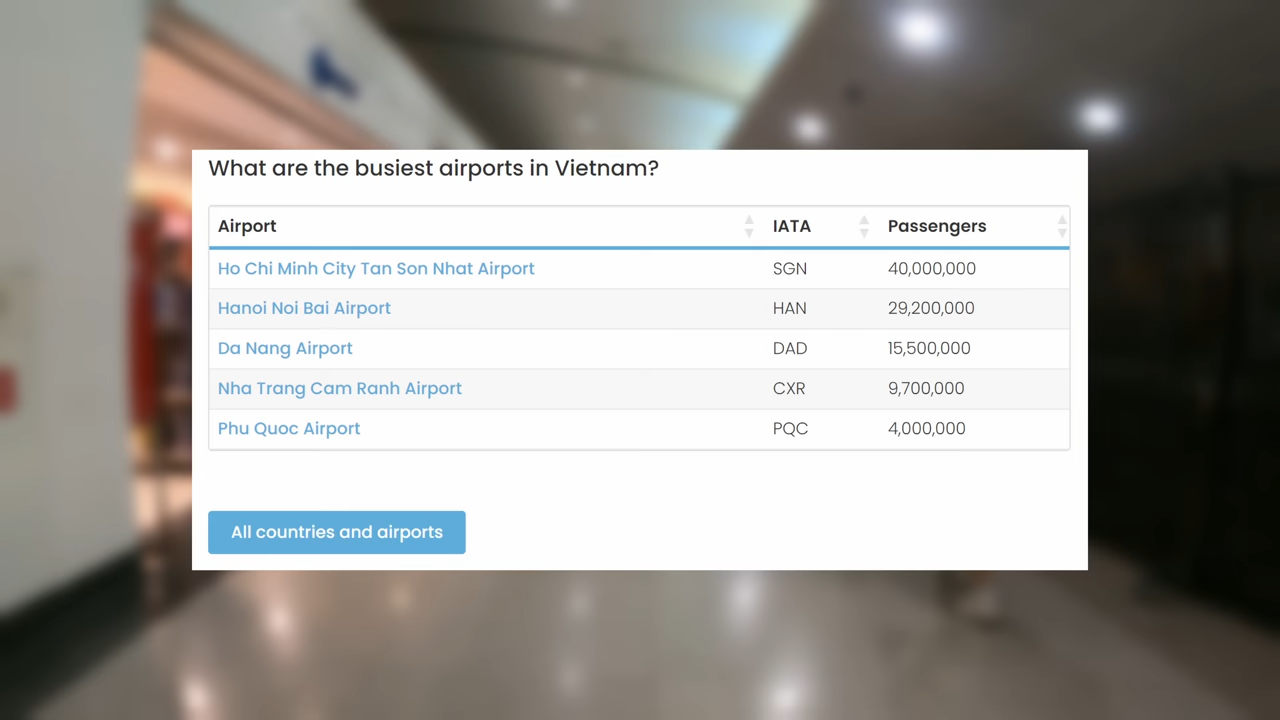 What are the busiest airports in Vietnam?
Airport IATA Passengers
Ho Chi Minh City Tan Son Nhat Airport SGN 40,000,000
Hanoi Noi Bai Airport HAN 29,200,000
Da Nang Airport DAD 15,500,000
Nha Trang Cam Ranh Airport CXR 9,700,000
Phu Quoc Airport PQC 4,000,000
All countries and airports